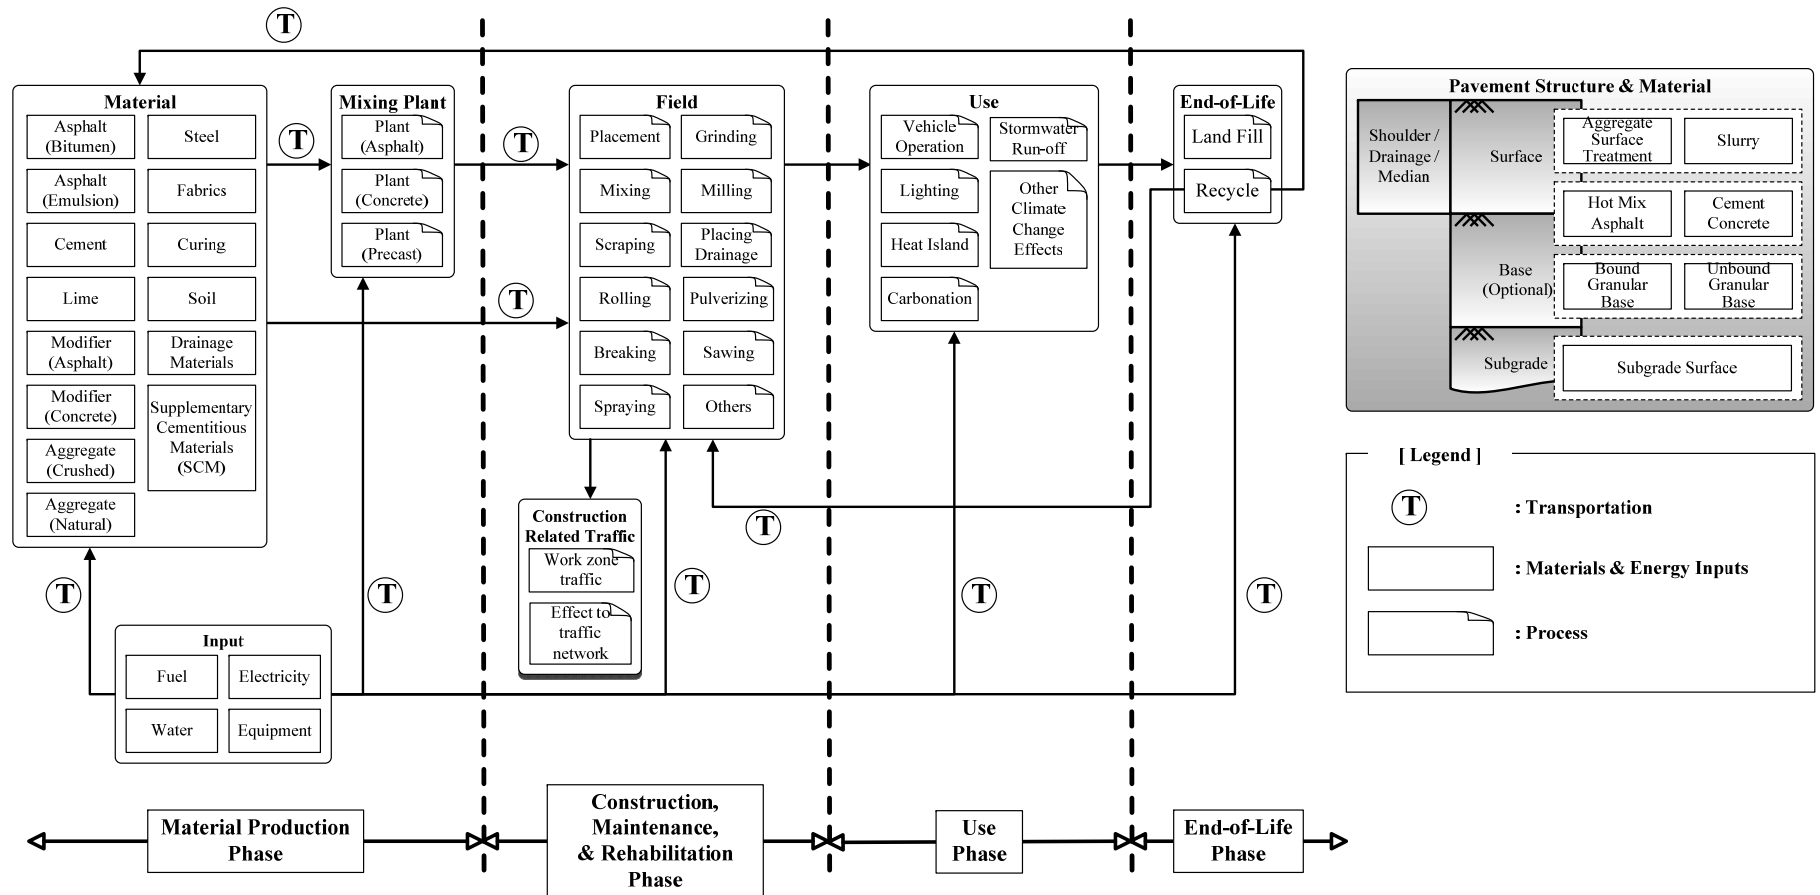 T
Material
Asphalt
(Bitumen)
Steel
Asphalt
(Emulsion)
Fabrics
Cement
Curing
Lime
Soil
Modifier
(Asphalt)
Drainage
Materials
Modifier
(Concrete)
Supplementary
Cementitious
Materials
(SCM)
Aggregate
(Crushed)
Aggregate
(Natural)
T
Mixing Plant
Plant
(Asphalt)
Plant
(Concrete)
Plant
(Precast)
T
T
Field
Placement
Grinding
Mixing
Milling
Scraping
Placing
Drainage
Rolling
Pulverizing
Breaking
Sawing
Spraying
Others
Use
Vehicle
Operation
Stormwater
Run-off
Lighting
Other
Climate
Change
Effects
Heat Island
Carbonation
End-of-Life
Land Fill
Recycle
Construction
Related Traffic
Work zone
traffic
Effect to
traffic
network
T
T
T
T
T
T
Input
Fuel
Electricity
Water
Equipment
Material Production
Phase
Construction,
Maintenance,
& Rehabilitation
Phase
Use
Phase
End-of-Life
Phase
Pavement Structure & Material
Shoulder /
Drainage /
Median
Surface
Aggregate
Surface
Treatment
Slurry
Hot Mix
Asphalt
Cement
Concrete
Base
(Optional)
Bound
Granular
Base
Unbound
Granular
Base
Subgrade
Subgrade Surface
[ Legend ]
T
: Transportation
: Materials & Energy Inputs
: Process